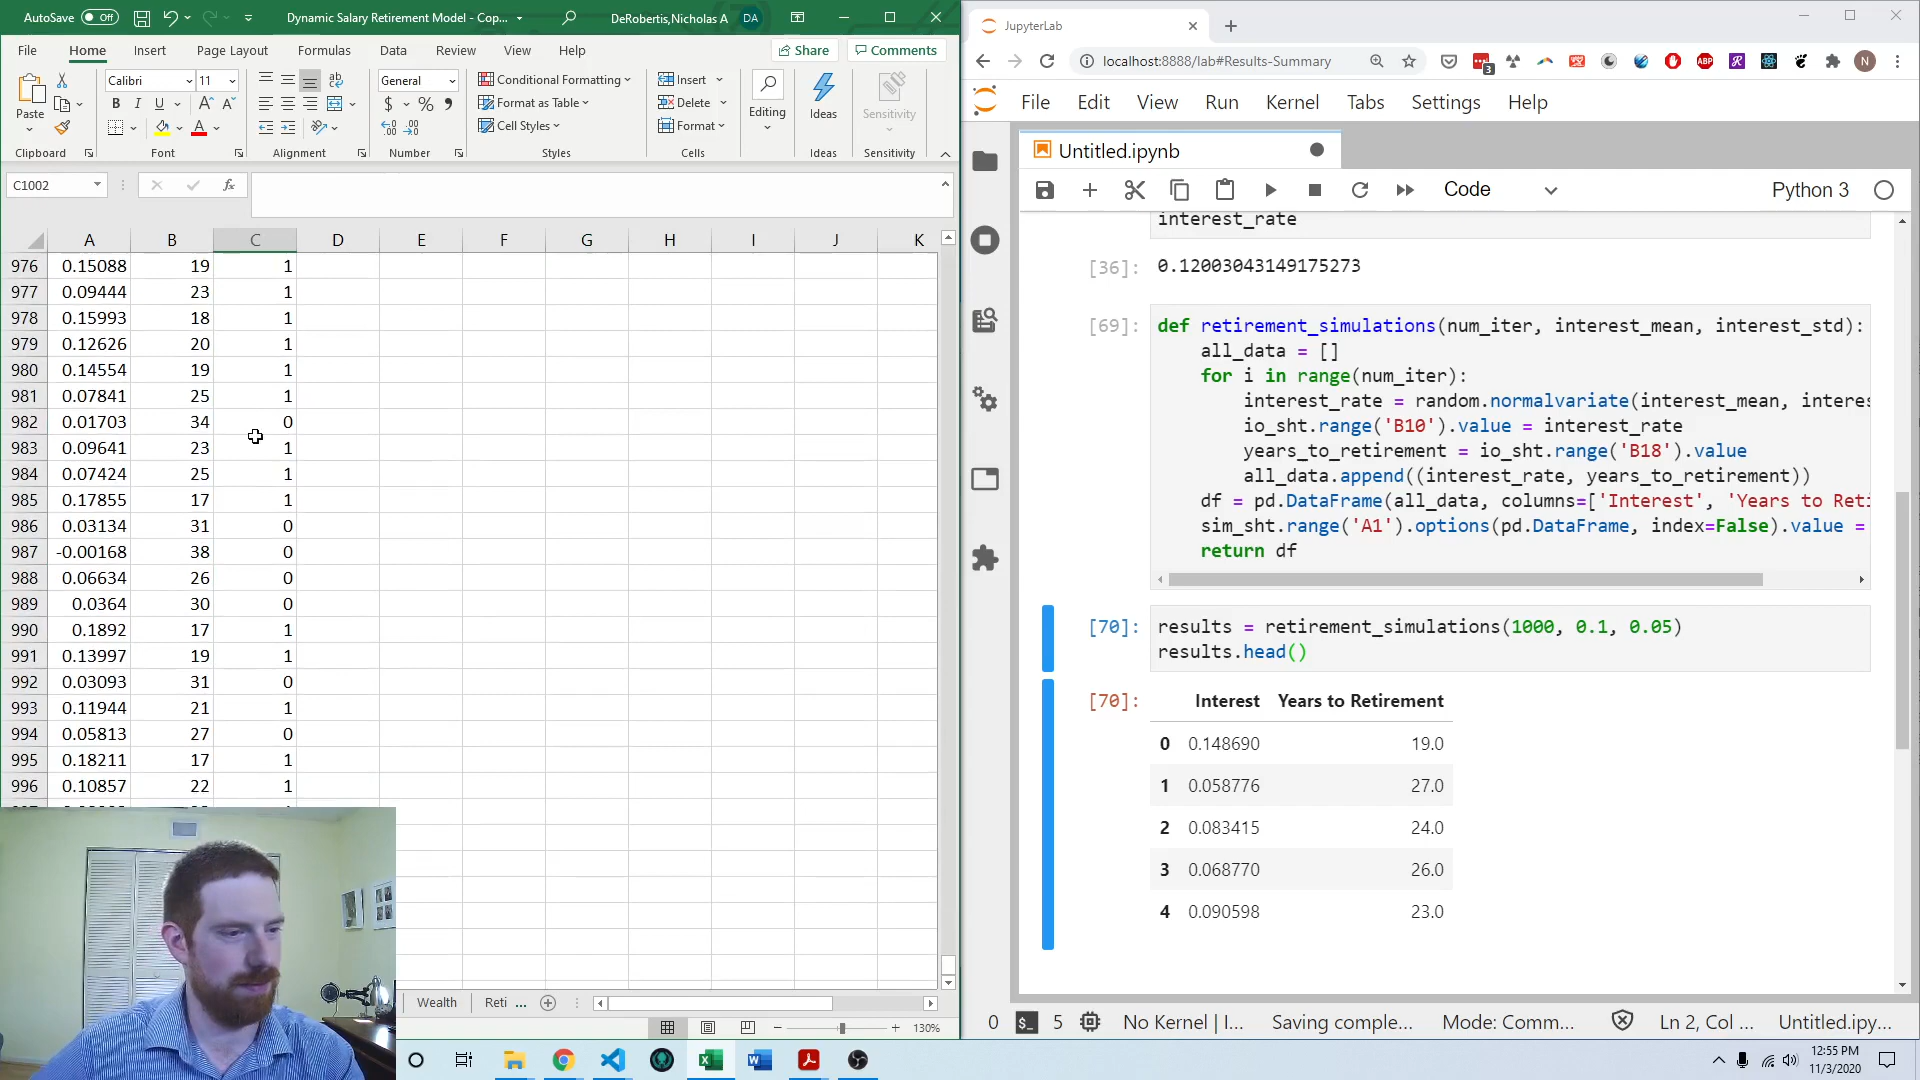 AutoSave Off Dynamic Salary Retirement Model - Cop... DeRobertis,Nicholas A DA
File Home Insert Page Layout Formulas Data Review View Help Share Comments
Paste Calibri 11 General Conditional Formatting Insert Editing Ideas Sensitivity
B I U A A $ % 9 Format as Table Delete
A Cell Styles Format
Clipboard Font Alignment Number Styles Cells Ideas Sensitivity
C1002 fx
A B C D E F G H I J K
976 0.15088 19 1
977 0.09444 23 1
978 0.15993 18 1
979 0.12626 20 1
980 0.14554 19 1
981 0.07841 25 1
982 0.01703 34 0
983 0.09641 23 1
984 0.07424 25 1
985 0.17855 17 1
986 0.03134 31 0
987 -0.00168 38 0
988 0.06634 26 0
989 0.0364 30 0
990 0.1892 17 1
991 0.13997 19 1
992 0.03093 31 0
993 0.11944 21 1
994 0.05813 27 0
995 0.18211 17 1
996 0.10857 22 1
Wealth Reti ...
130%
JupyterLab
localhost:8888/lab#Results-Summary 3 ABP N
File Edit View Run Kernel Tabs Settings Help
Untitled.ipynb
Code Python 3
interest_rate
[36]: 0.12003043149175273
[69]: def retirement_simulations(num_iter, interest_mean, interest_std):
all_data = []
for i in range(num_iter):
interest_rate = random.normalvariate(interest_mean, interes
io_sht.range('B10').value = interest_rate
years_to_retirement = io_sht.range('B18').value
all_data.append((interest_rate, years_to_retirement))
df = pd.DataFrame(all_data, columns=['Interest', 'Years to Reti
sim_sht.range('A1').options(pd.DataFrame, index=False).value =
return df
[70]: results = retirement_simulations(1000, 0.1, 0.05)
results.head()
[70]: Interest Years to Retirement
0 0.148690 19.0
1 0.058776 27.0
2 0.083415 24.0
3 0.068770 26.0
4 0.090598 23.0
0 5 No Kernel | I... Saving comple... Mode: Comm... Ln 2, Col ... Untitled.ipy...
12:55 PM
11/3/2020